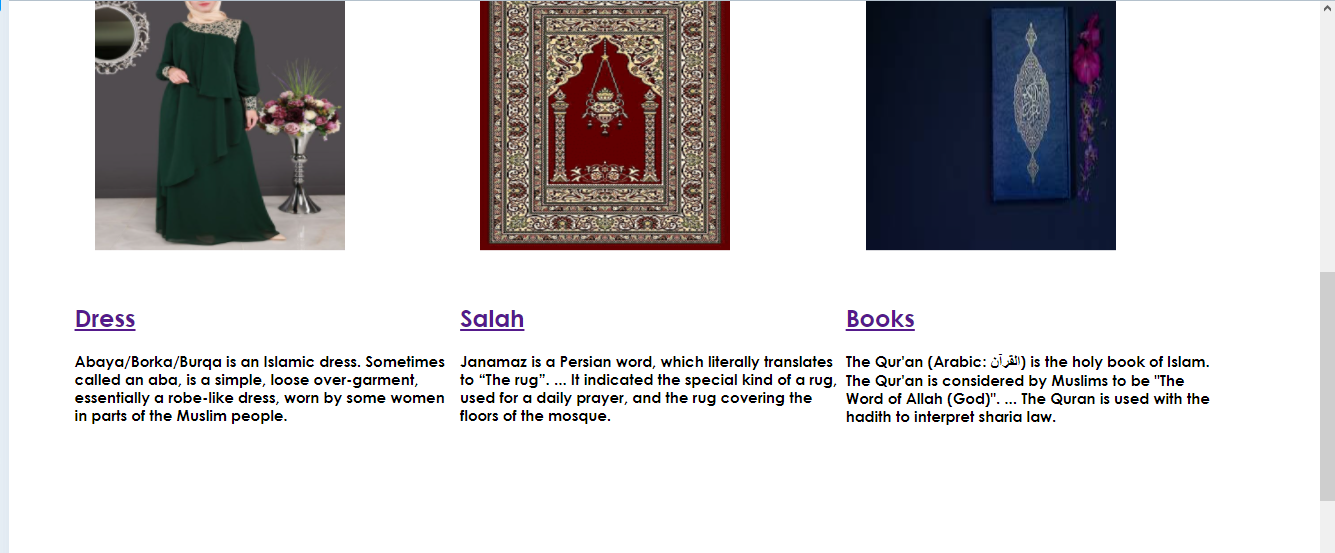 Dress
Abaya/Borka/Burqa is an Islamic dress. Sometimes
called an aba, is a simple, loose over-garment,
essentially a robe-like dress, worn by some women
in parts of the Muslim people.
Salah
Janamaz is a Persian word, which literally translates
to “The rug”. ... It indicated the special kind of a rug,
used for a daily prayer, and the rug covering the
floors of the mosque.
Books
The Qur'an (Arabic: القرآن) is the holy book of Islam.
The Qur'an is considered by Muslims to be "The
Word of Allah (God)". ... The Quran is used with the
hadith to interpret sharia law.